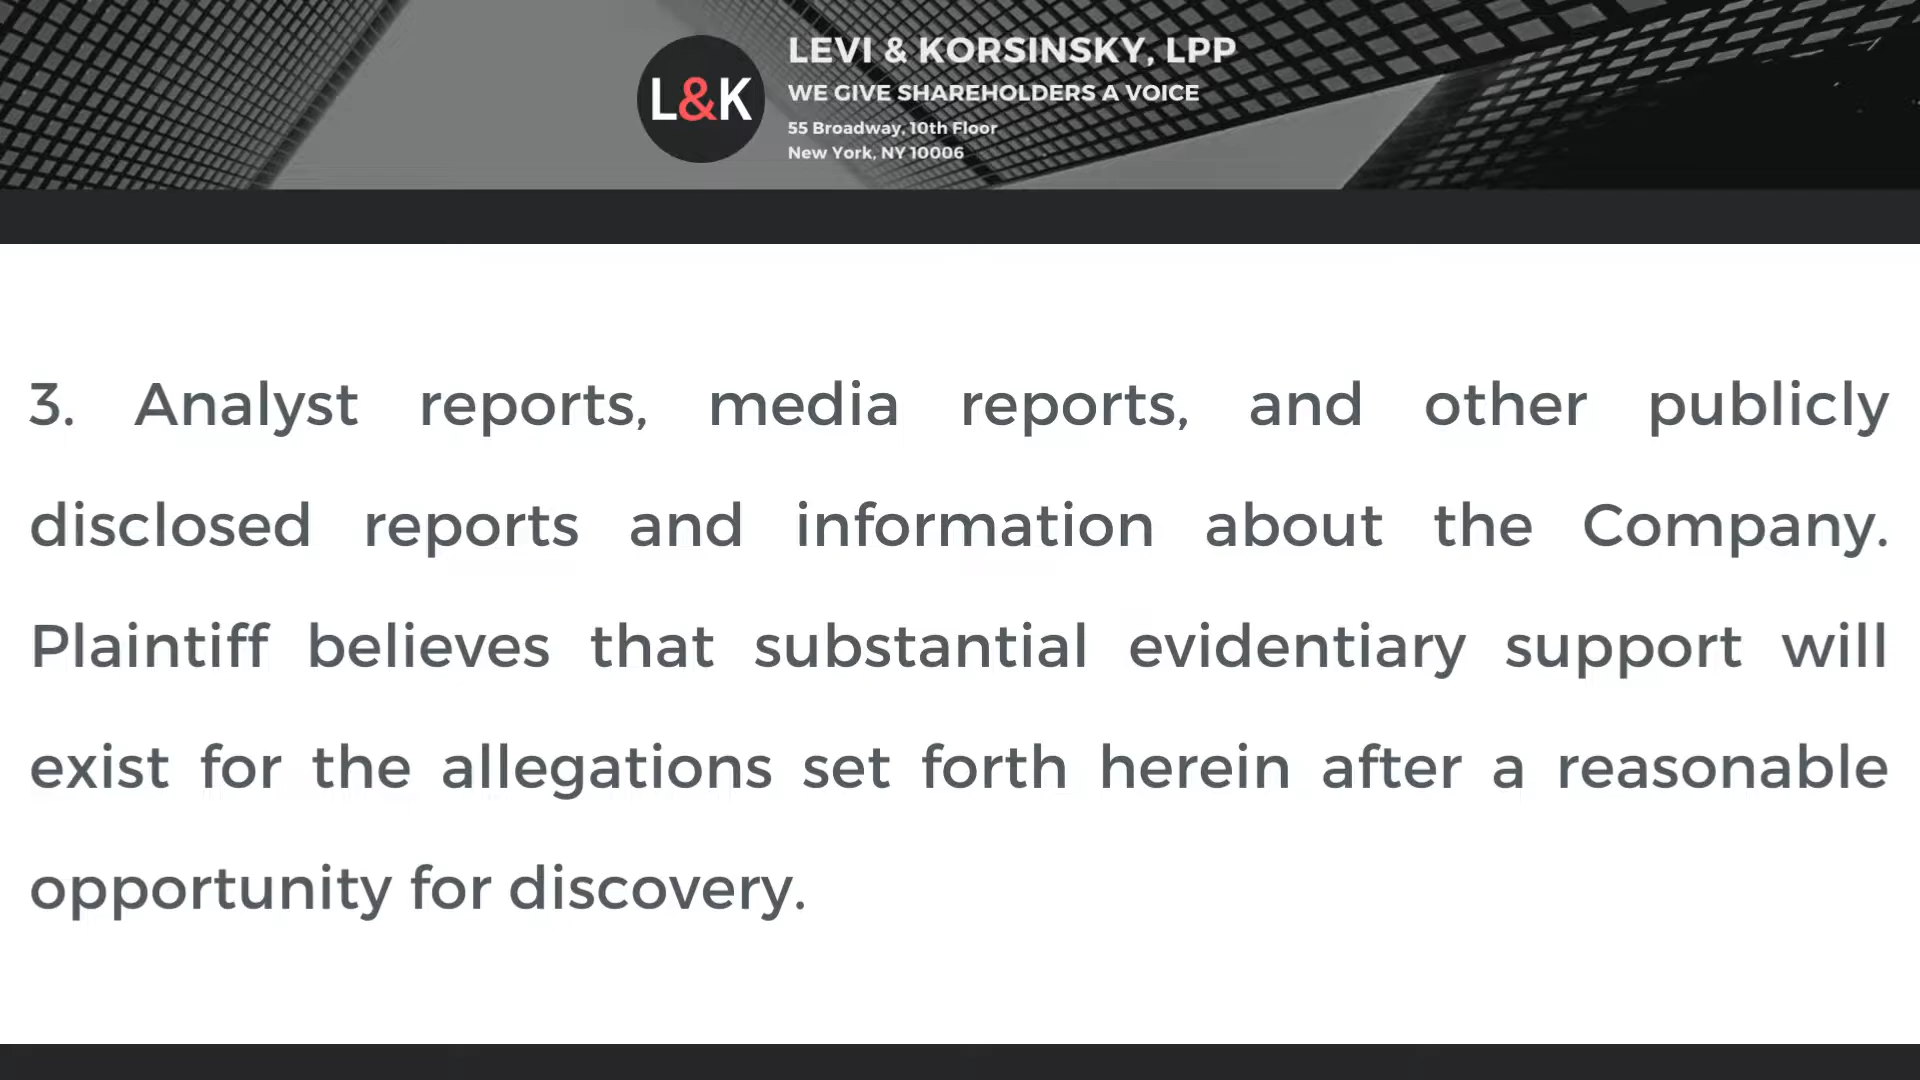 L&K
LEVI & KORSINSKY, LPP
WE GIVE SHAREHOLDERS A VOICE
55 Broadway, 10th Floor
New York, NY 10006
3. Analyst reports, media reports, and other publicly
disclosed reports and information about the Company.
Plaintiff believes that substantial evidentiary support will
exist for the allegations set forth herein after a reasonable
opportunity for discovery.